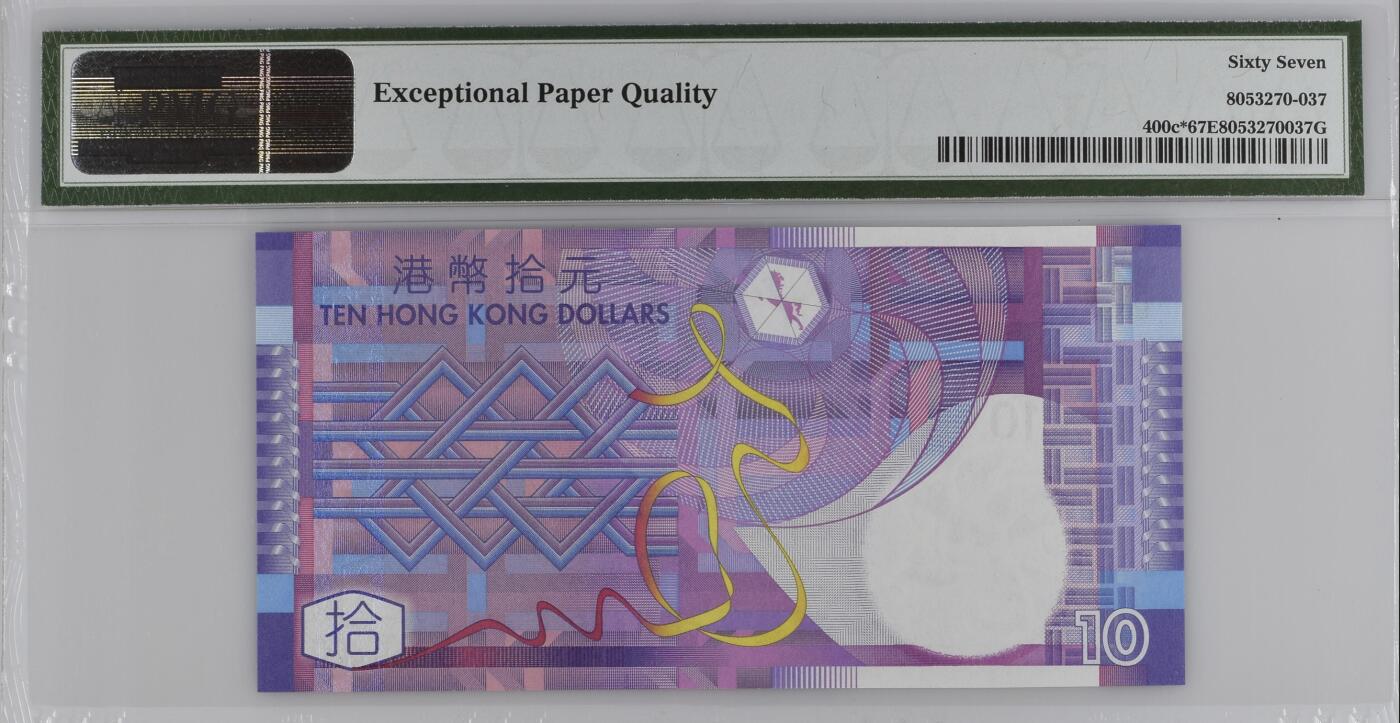 Exceptional Paper Quality
Sixty Seven
8053270-037
400c*67E8053270037G
港幣拾元
TEN HONG KONG DOLLARS
拾
10